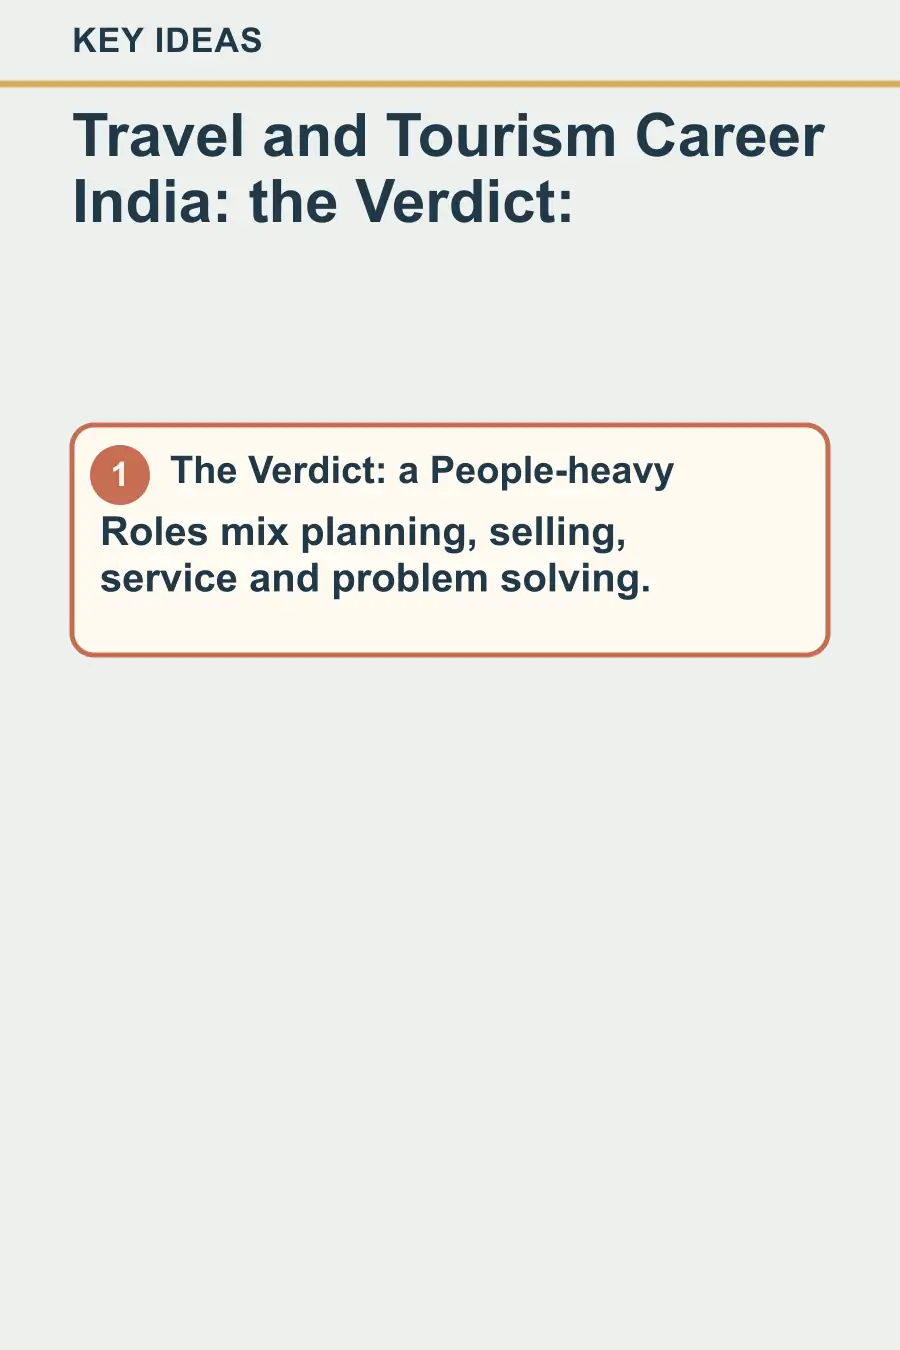 KEY IDEAS
Travel and Tourism Career
India: the Verdict:
1 The Verdict: a People-heavy
Roles mix planning, selling,
service and problem solving.